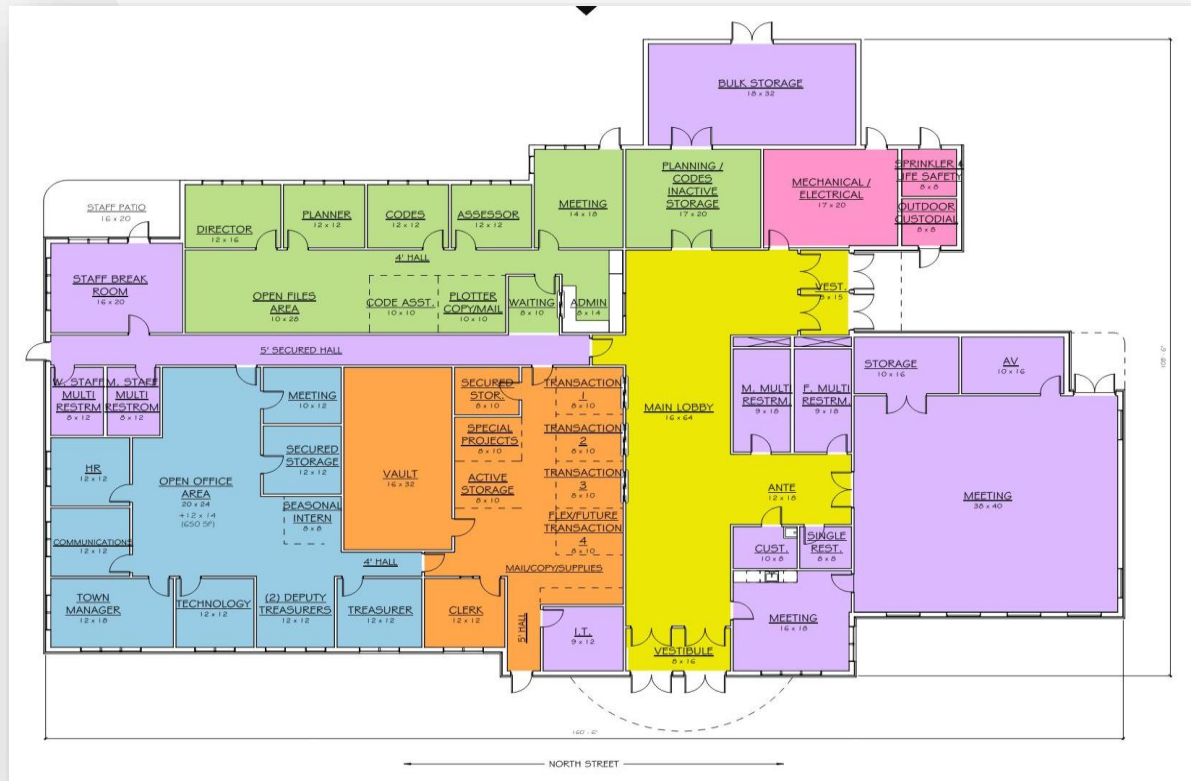 BULK STORAGE
18 x 32
SPRINKLER &
LIFE SAFETY
8 x 8
OUTDOOR
CUSTODIAL
8 x 8
MECHANICAL /
ELECTRICAL
17 x 20
PLANNING /
CODES
INACTIVE
STORAGE
17 x 20
MEETING
14 x 18
ASSESSOR
12 x 12
CODES
12 x 12
PLANNER
12 x 12
DIRECTOR
12 x 16
STAFF PATIO
16 x 20
STAFF BREAK
ROOM
16 x 20
4' HALL
OPEN FILES
AREA
10 x 28
CODE ASST.
10 x 10
PLOTTER
COPY/MAIL
10 x 10
WAITING
8 x 10
ADMIN
8 x 14
VEST.
8 x 15
5' SECURED HALL
W. STAFF
MULTI
RESTRM.
8 x 12
M. STAFF
MULTI
RESTROM
8 x 12
MEETING
10 x 12
SECURED
STORAGE
12 x 12
SEASONAL
INTERN
8 x 8
HR
12 x 12
OPEN OFFICE
AREA
20 x 24
+12 x 14
(650 SF)
COMMUNICATIONS
12 x 12
4' HALL
TOWN
MANAGER
12 x 18
TECHNOLOGY
12 x 12
(2) DEPUTY
TREASURERS
12 x 12
TREASURER
12 x 12
VAULT
16 x 32
SECURED
STOR.
8 x 10
SPECIAL
PROJECTS
8 x 10
ACTIVE
STORAGE
8 x 10
TRANSACTION
1
8 x 10
TRANSACTION
2
8 x 10
TRANSACTION
3
8 x 10
FLEX/FUTURE
TRANSACTION
4
8 x 10
MAIL/COPY/SUPPLIES
CLERK
12 x 12
5' HALL
I.T.
9 x 12
MAIN LOBBY
16 x 64
VESTIBULE
8 x 16
M. MULTI
RESTRM.
9 x 18
F. MULTI
RESTRM.
9 x 18
ANTE
12 x 18
CUST.
10 x 8
SINGLE
REST.
8 x 8
MEETING
16 x 18
STORAGE
10 x 16
AV
10 x 16
MEETING
38 x 40
160' - 6"
NORTH STREET